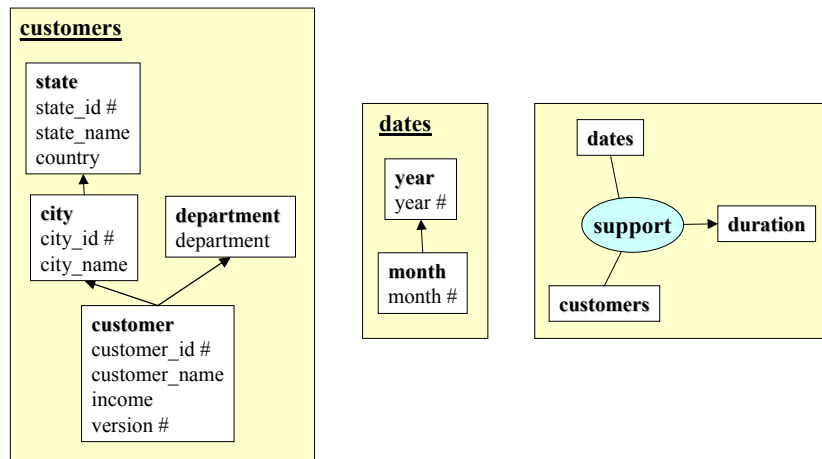 customers
state
state_id #
state_name
country
city
city_id #
city_name
department
department
customer
customer_id #
customer_name
income
version #
dates
year
year #
month
month #
dates
support
duration
customers